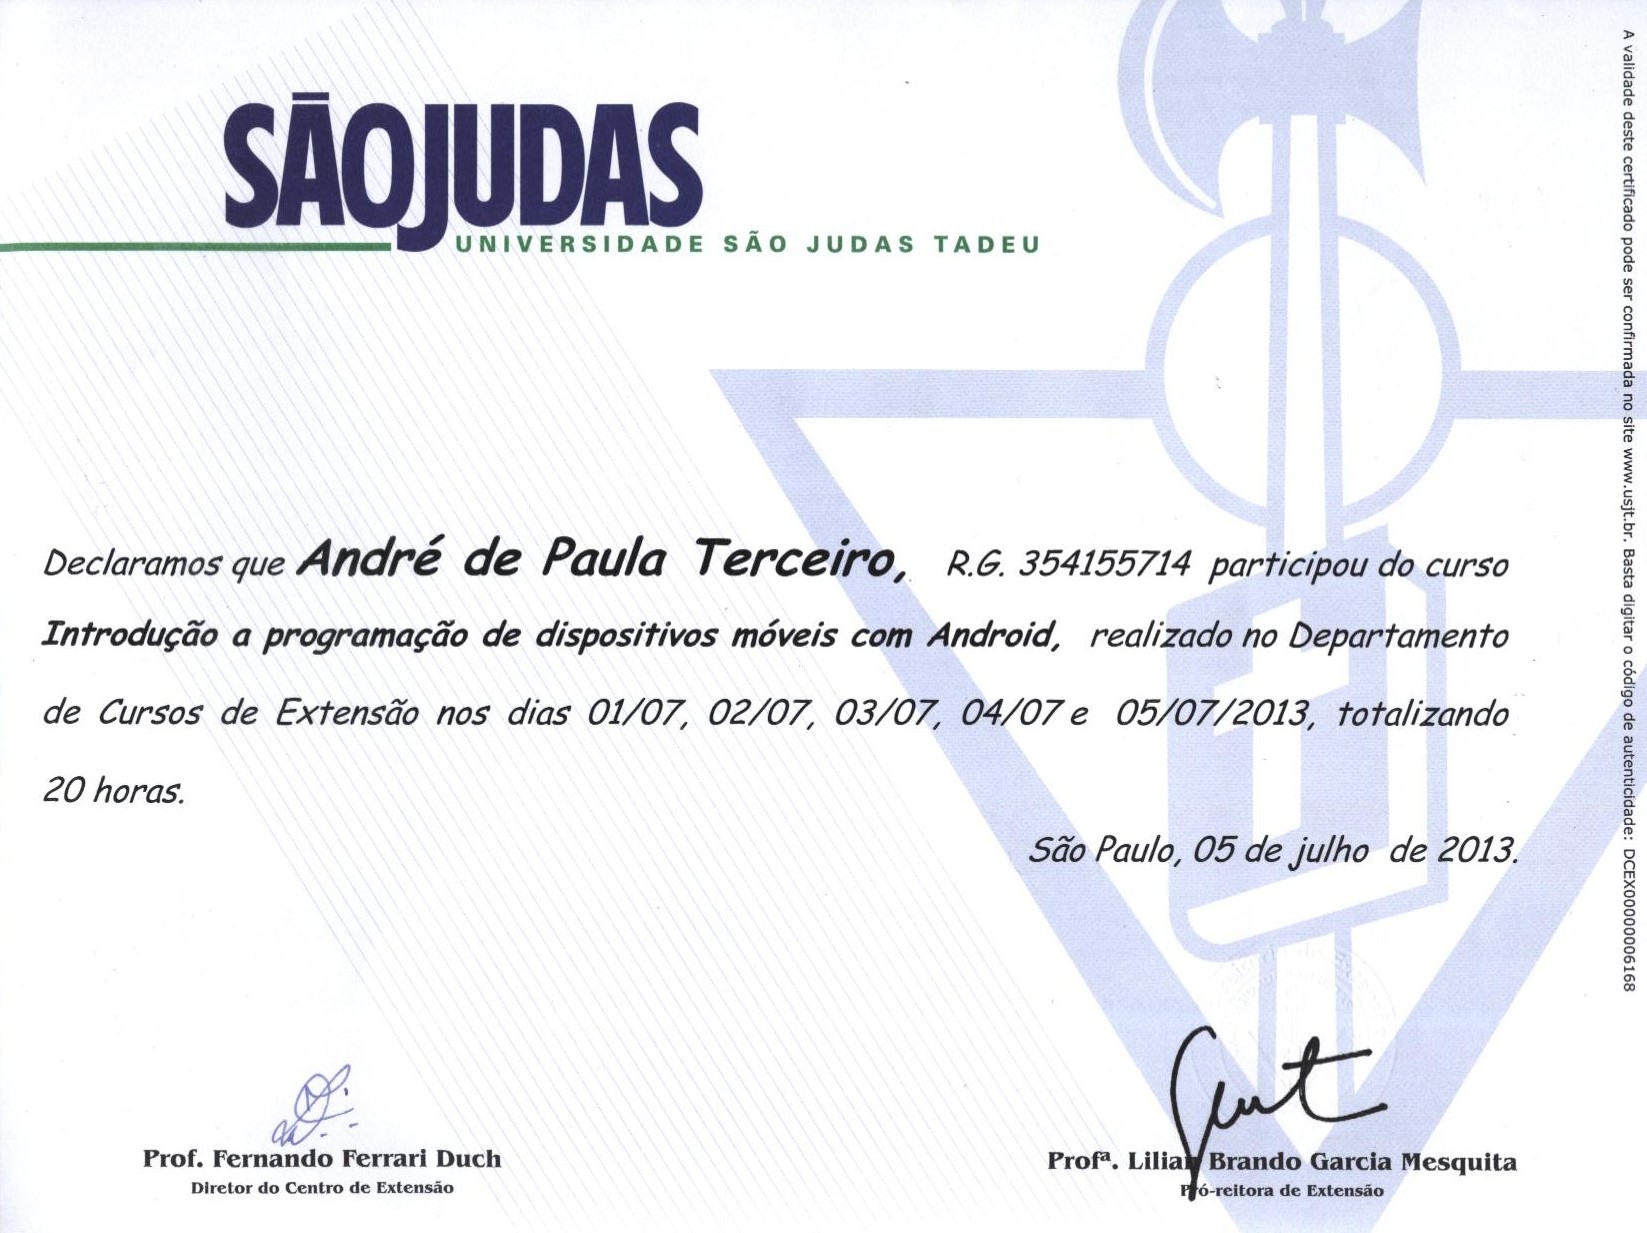 SÃOJUDAS
UNIVERSIDADE SÃO JUDAS TADEU
Declaramos que André de Paula Terceiro, R.G. 354155714 participou do curso
Introdução a programação de dispositivos móveis com Android, realizado no Departamento
de Cursos de Extensão nos dias 01/07, 02/07, 03/07, 04/07 e 05/07/2013, totalizando
20 horas.
São Paulo, 05 de julho de 2013.
Prof. Fernando Ferrari Duch
Diretor do Centro de Extensão
Profª. Lilian Brando Garcia Mesquita
Pró-reitora de Extensão
A validade deste certificado pode ser confirmada no site www.usjt.br. Basta digitar o código de autenticidade: DCEX0000000006168